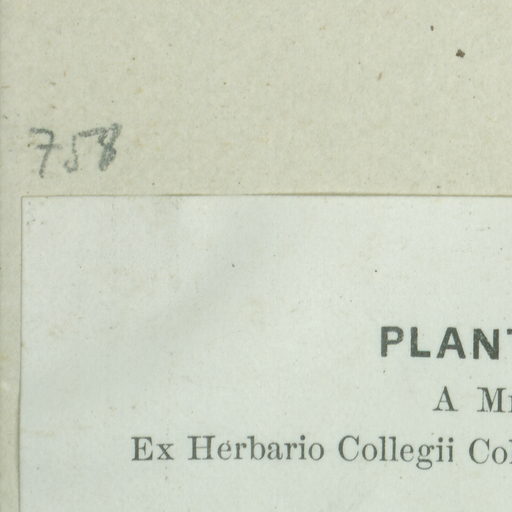 758
PLANT
A M
Ex Herbario Collegii Col